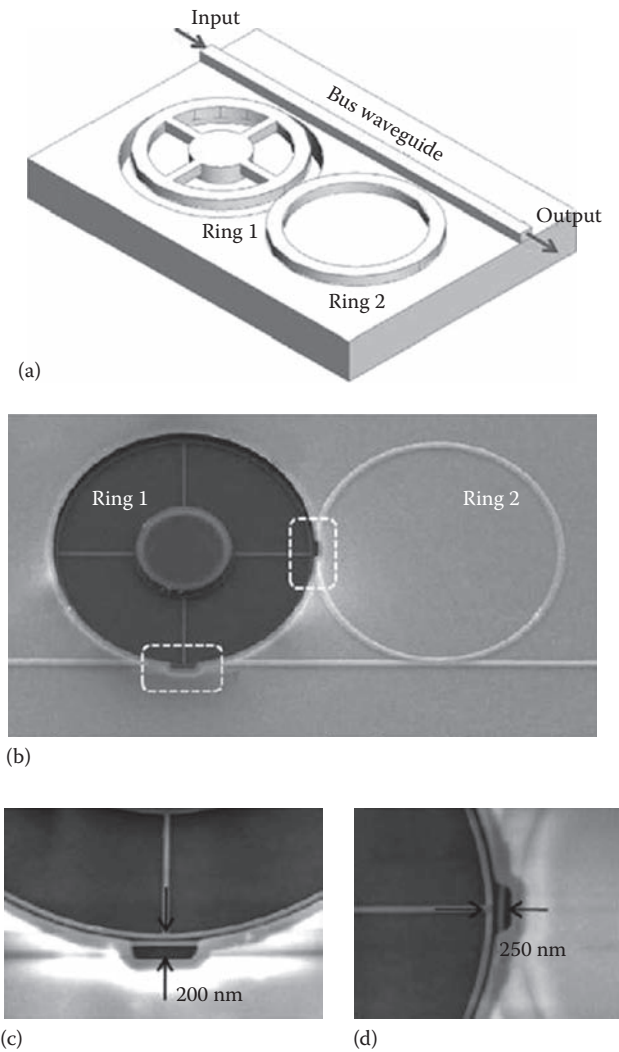 Input
Bus waveguide
Output
Ring 1
Ring 2
(a)
Ring 1
Ring 2
(b)
200 nm
250 nm
(c)
(d)